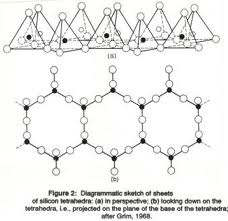 (a)
(b)
Figure 2: Diagrammatic sketch of sheets
of silicon tetrahedra: (a) in perspective; (b) looking down on the
tetrahedra, i.e., projected on the plane of the base of the tetrahedra;
after Grim, 1968.